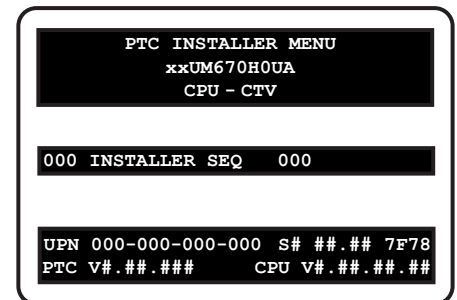 PTC INSTALLER MENU
xxUM670H0UA
CPU – CTV
000 INSTALLER SEQ 000
UPN 000-000-000-000 S# ##.## 7F78
PTC V#.##.### CPU V#.##.##.##